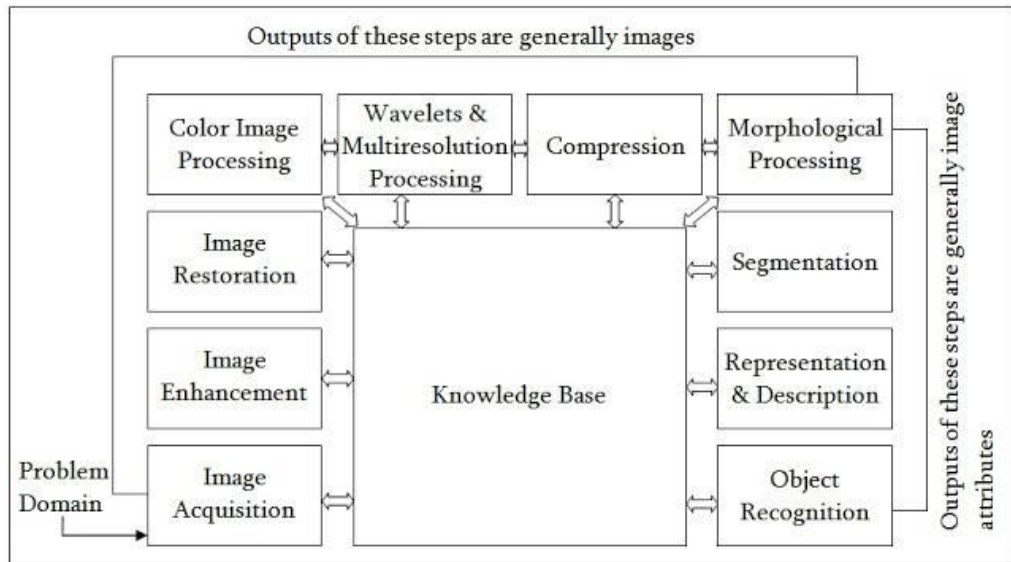 Outputs of these steps are generally images
Color Image
Processing
Wavelets &
Multiresolution
Processing
Compression
Morphological
Processing
Image
Restoration
Segmentation
Image
Enhancement
Knowledge Base
Representation
& Description
Problem
Domain
Image
Acquisition
Object
Recognition
Outputs of these steps are generally image
attributes